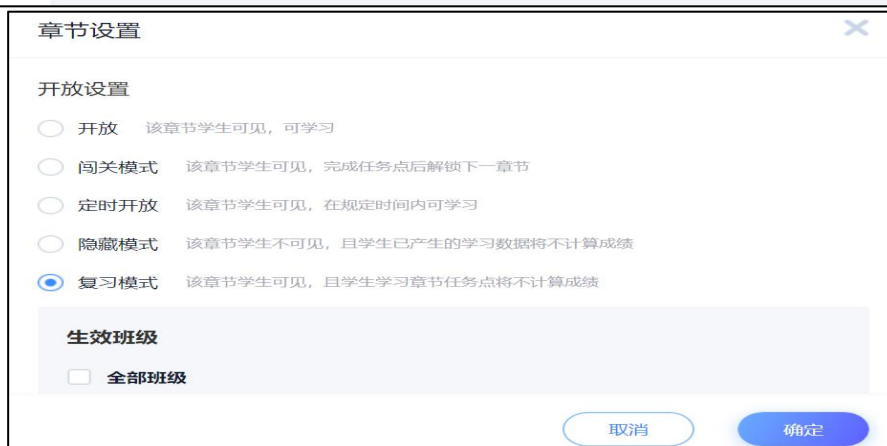 章节设置
开放设置
开放 该章节学生可见，可学习
闯关模式 该章节学生可见，完成任务点后解锁下一章节
定时开放 该章节学生可见，在规定时间内可学习
隐藏模式 该章节学生不可见，且学生已产生的学习数据将不计算成绩
复习模式 该章节学生可见，且学生学习章节任务点将不计算成绩
生效班级
全部班级
取消 确定